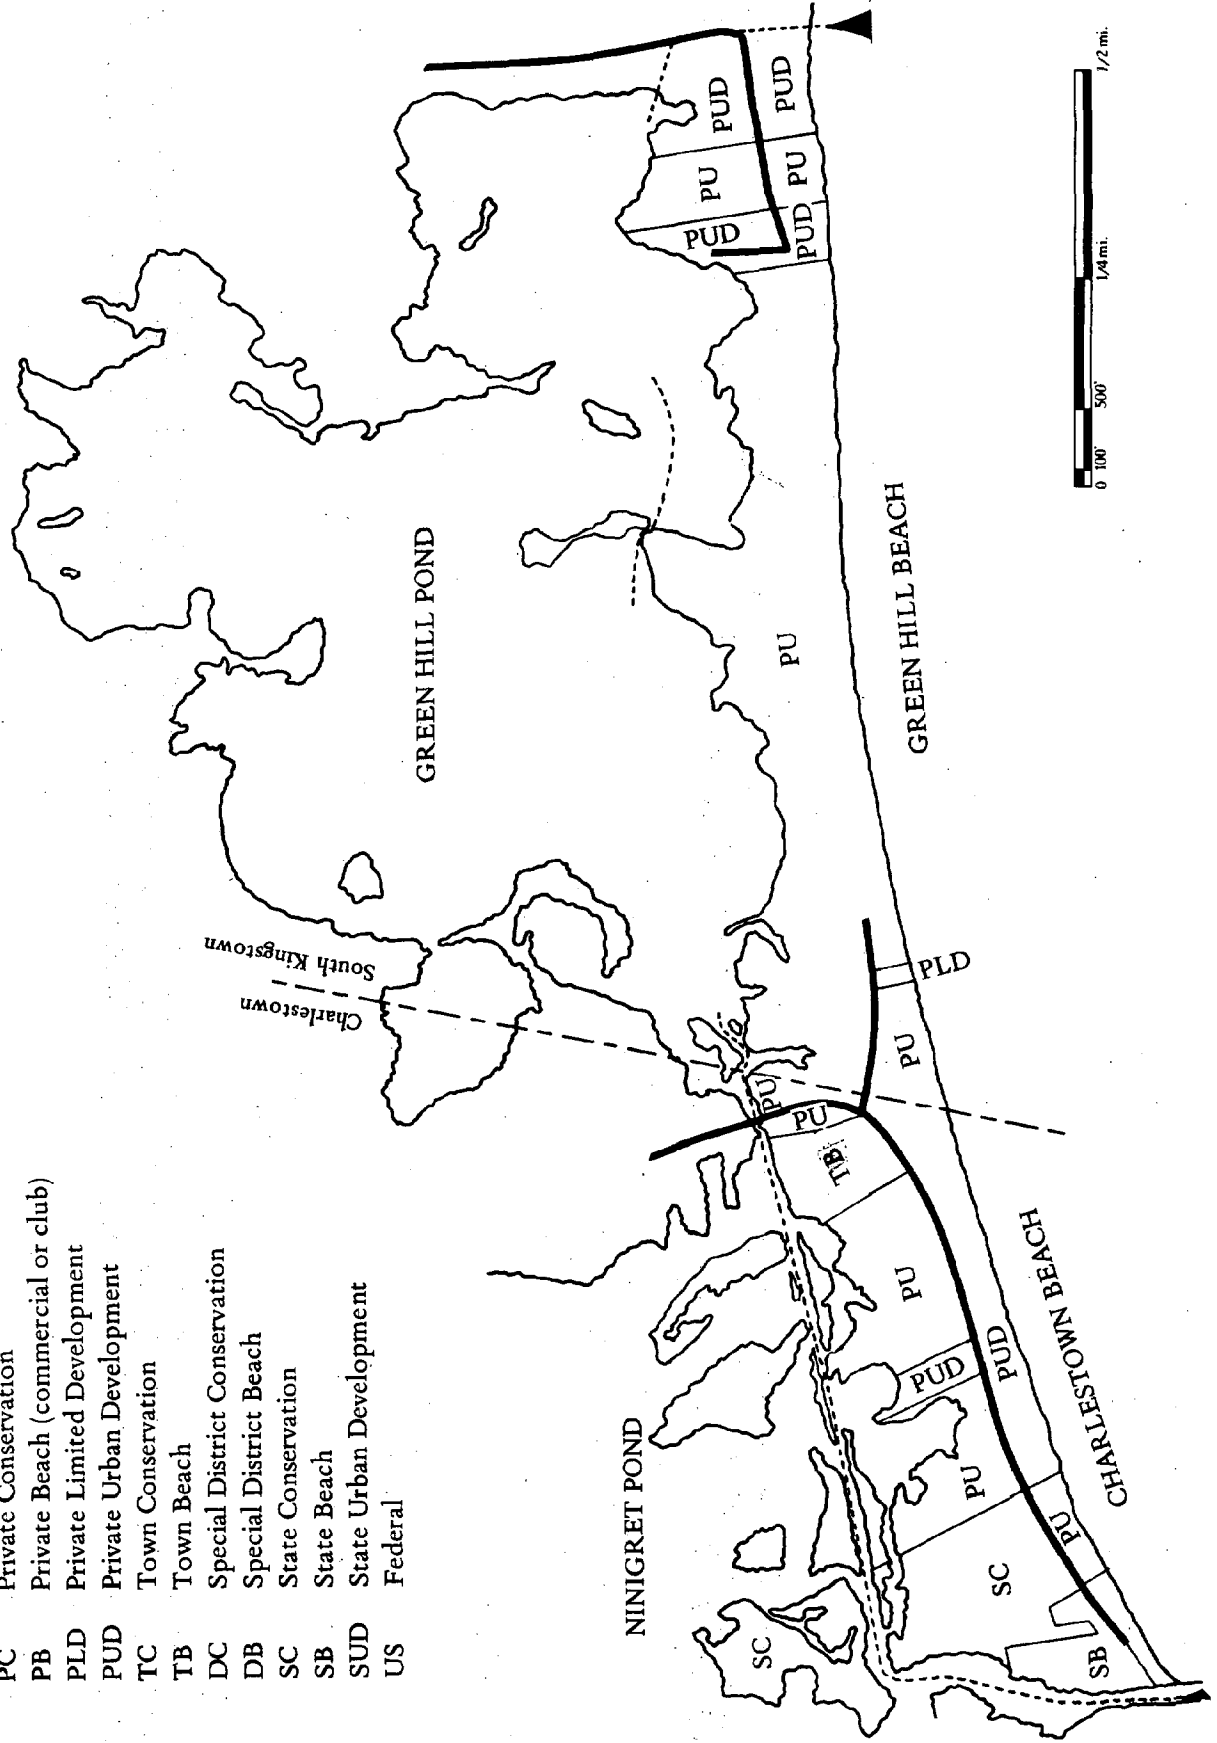 PC Private Conservation
PB Private Beach (commercial or club)
PLD Private Limited Development
PUD Private Urban Development
TC Town Conservation
TB Town Beach
DC Special District Conservation
DB Special District Beach
SC State Conservation
SB State Beach
SUD State Urban Development
US Federal
NINIGRET POND
GREEN HILL POND
Charlestown
South Kingstown
SC
SC
SB
PU
PU
PUD
PUD
PU
TB
PU
PU
PU
PLD
PU
PUD
PUD
PU
PU
PUD
PUD
CHARLESTOWN BEACH
GREEN HILL BEACH
0 100' 500' 1/4 mi. 1/2 mi.